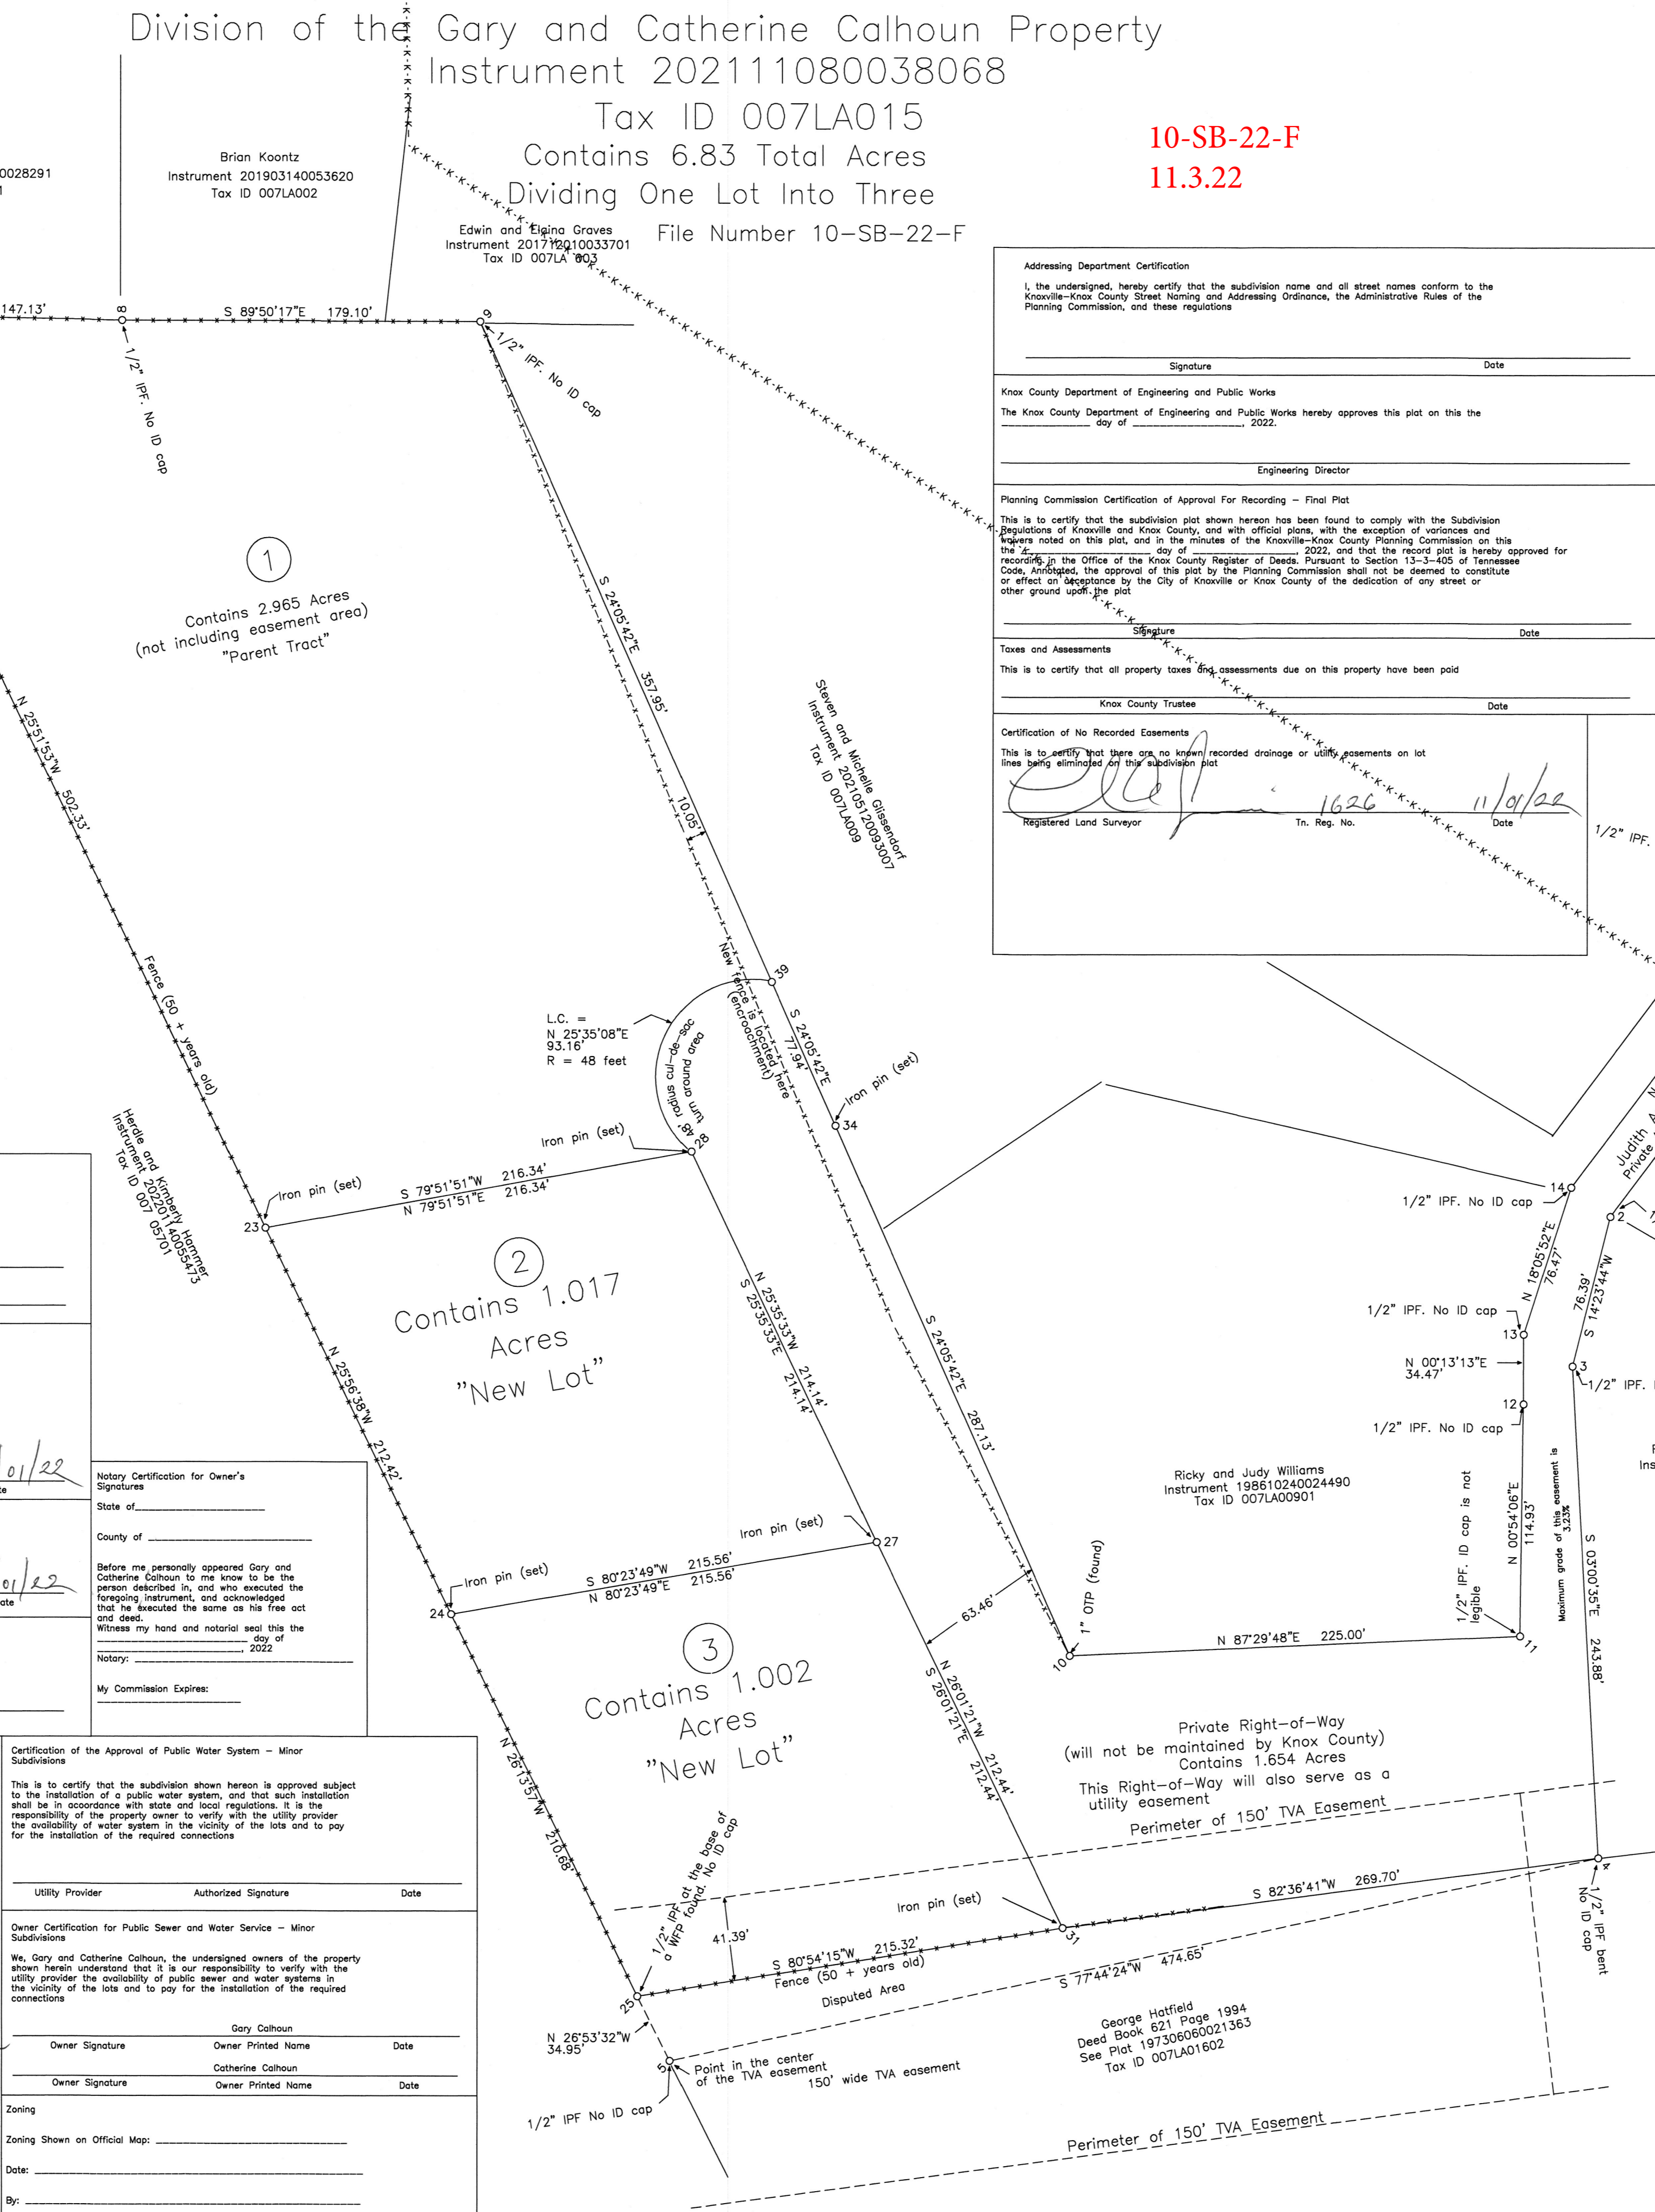 Division of the Gary and Catherine Calhoun Property
Instrument 202111080038068
Tax ID 007LA015
Contains 6.83 Total Acres
Dividing One Lot Into Three
File Number 10-SB-22-F
10-SB-22-F
11.3.22
0028291
Brian Koontz
Instrument 201903140053620
Tax ID 007LA002
Edwin and Elgina Graves
Instrument 201712010033701
Tax ID 007LA 003
147.13'
8
S 89°50'17"E 179.10'
9
1/2" IPF. No ID cap
1/2" IPF. No ID cap
1
Contains 2.965 Acres
(not including easement area)
"Parent Tract"
S 24°05'42"E 357.95'
10.05'
Steven and Michelle Glissendorf
Instrument 202105120093007
Tax ID 007LA009
N 25°51'53"W 502.33'
Fence (50 + years old)
New fence is located here
(encroachment)
39
L.C. =
N 25°35'08"E
93.16'
R = 48 feet
48' radius cul-de-sac
turn around area
S 24°05'42"E
77.94'
Iron pin (set)
34
Iron pin (set)
28
Herdle and Kimberly Hammer
Instrument 202201140055473
Tax ID 007 05701
Iron pin (set)
23
S 79°51'51"W 216.34'
N 79°51'51"E 216.34'
2
Contains 1.017
Acres
"New Lot"
N 25°35'33"W 214.14'
S 25°35'33"E 214.14'
S 24°05'42"E 287.13'
N 25°56'38"W 212.42'
Iron pin (set)
27
Iron pin (set)
24
S 80°23'49"W 215.56'
N 80°23'49"E 215.56'
63.46'
3
Contains 1.002
Acres
"New Lot"
N 26°01'21"W 212.44'
S 26°01'21"E 212.44'
N 26°13'57"W 210.68'
1/2" IPF at the base of
a WFP found. No ID cap
41.39'
Iron pin (set)
31
25
S 80°54'15"W 215.32'
Fence (50 + years old)
Disputed Area
S 82°36'41"W 269.70'
S 77°44'24"W 474.65'
N 26°53'32"W
34.95'
5
Point in the center
of the TVA easement
150' wide TVA easement
1/2" IPF No ID cap
George Hatfield
Deed Book 621 Page 1994
See Plat 197306060021363
Tax ID 007LA01602
Perimeter of 150' TVA Easement
Perimeter of 150' TVA Easement
Private Right-of-Way
(will not be maintained by Knox County)
Contains 1.654 Acres
This Right-of-Way will also serve as a
utility easement
Ricky and Judy Williams
Instrument 198610240024490
Tax ID 007LA00901
1" OTP (found)
10
N 87°29'48"E 225.00'
11
1/2" IPF. ID cap is not
legible
N 00°54'06"E
114.93'
Maximum grade of this easement is
3.23%
S 03°00'35"E 243.88'
4
1/2" IPF bent
No ID cap
1/2" IPF. No ID cap
12
N 00°13'13"E
34.47'
1/2" IPF. No ID cap
13
N 18°05'52"E
76.47'
1/2" IPF. No ID cap
14
2
76.39'
S 14°23'44"W
3
1/2" IPF.
Judith A
Private
Ins
1/2" IPF.
Addressing Department Certification
I, the undersigned, hereby certify that the subdivision name and all street names conform to the
Knoxville-Knox County Street Naming and Addressing Ordinance, the Administrative Rules of the
Planning Commission, and these regulations
Signature Date
Knox County Department of Engineering and Public Works
The Knox County Department of Engineering and Public Works hereby approves this plat on this the
day of , 2022.
Engineering Director
Planning Commission Certification of Approval For Recording - Final Plat
This is to certify that the subdivision plat shown hereon has been found to comply with the Subdivision
Regulations of Knoxville and Knox County, and with official plans, with the exception of variances and
waivers noted on this plat, and in the minutes of the Knoxville-Knox County Planning Commission on this
the day of , 2022, and that the record plat is hereby approved for
recording in the Office of the Knox County Register of Deeds. Pursuant to Section 13-3-405 of Tennessee
Code, Annotated, the approval of this plat by the Planning Commission shall not be deemed to constitute
or effect an acceptance by the City of Knoxville or Knox County of the dedication of any street or
other ground upon the plat
Signature Date
Taxes and Assessments
This is to certify that all property taxes and assessments due on this property have been paid
Knox County Trustee Date
Certification of No Recorded Easements
This is to certify that there are no known recorded drainage or utility easements on lot
lines being eliminated on this subdivision plat
1626 11/01/22
Registered Land Surveyor Tn. Reg. No. Date
01/22
te
01/22
ate
Notary Certification for Owner's
Signatures
State of
County of
Before me personally appeared Gary and
Catherine Calhoun to me know to be the
person described in, and who executed the
foregoing instrument, and acknowledged
that he executed the same as his free act
and deed.
Witness my hand and notarial seal this the
day of
, 2022
Notary:
My Commission Expires:
Certification of the Approval of Public Water System - Minor
Subdivisions
This is to certify that the subdivision shown hereon is approved subject
to the installation of a public water system, and that such installation
shall be in accordance with state and local regulations. It is the
responsibility of the property owner to verify with the utility provider
the availability of water system in the vicinity of the lots and to pay
for the installation of the required connections
Utility Provider Authorized Signature Date
Owner Certification for Public Sewer and Water Service - Minor
Subdivisions
We, Gary and Catherine Calhoun, the undersigned owners of the property
shown herein understand that it is our responsibility to verify with the
utility provider the availability of public sewer and water systems in
the vicinity of the lots and to pay for the installation of the required
connections
Gary Calhoun
Owner Signature Owner Printed Name Date
Catherine Calhoun
Owner Signature Owner Printed Name Date
Zoning
Zoning Shown on Official Map:
Date:
By: